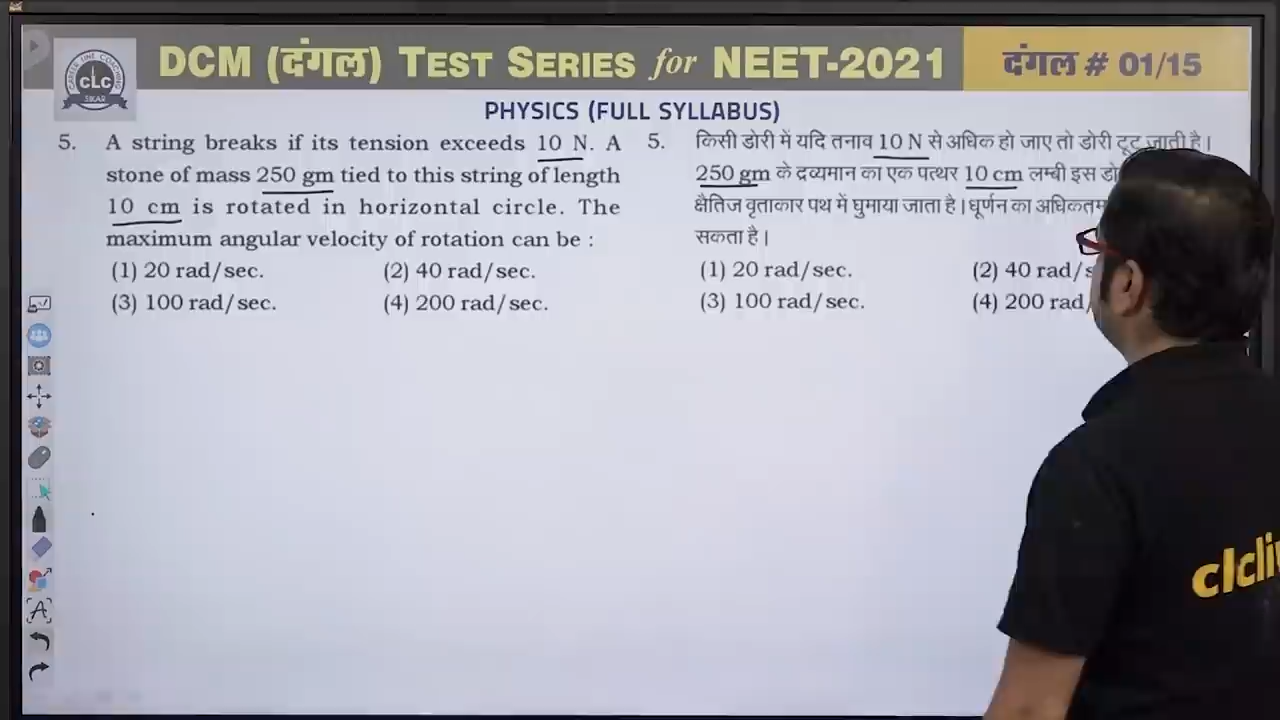 DCM (दंगल) TEST SERIES for NEET-2021
दंगल # 01/15
CAREER LINE COACHING
CLC
SIKAR
PHYSICS (FULL SYLLABUS)
5. A string breaks if its tension exceeds 10 N. A
stone of mass 250 gm tied to this string of length
10 cm is rotated in horizontal circle. The
maximum angular velocity of rotation can be :
(1) 20 rad/sec. (2) 40 rad/sec.
(3) 100 rad/sec. (4) 200 rad/sec.
5. किसी डोरी में यदि तनाव 10 N से अधिक हो जाए तो डोरी टूट जाती है।
250 gm के द्रव्यमान का एक पत्थर 10 cm लम्बी इस
क्षैतिज वृताकार पथ में घुमाया जाता है। घूर्णन का अधिकतम
सकता है।
(1) 20 rad/sec. (2) 40 rad/s
(3) 100 rad/sec. (4) 200 rad
clcli